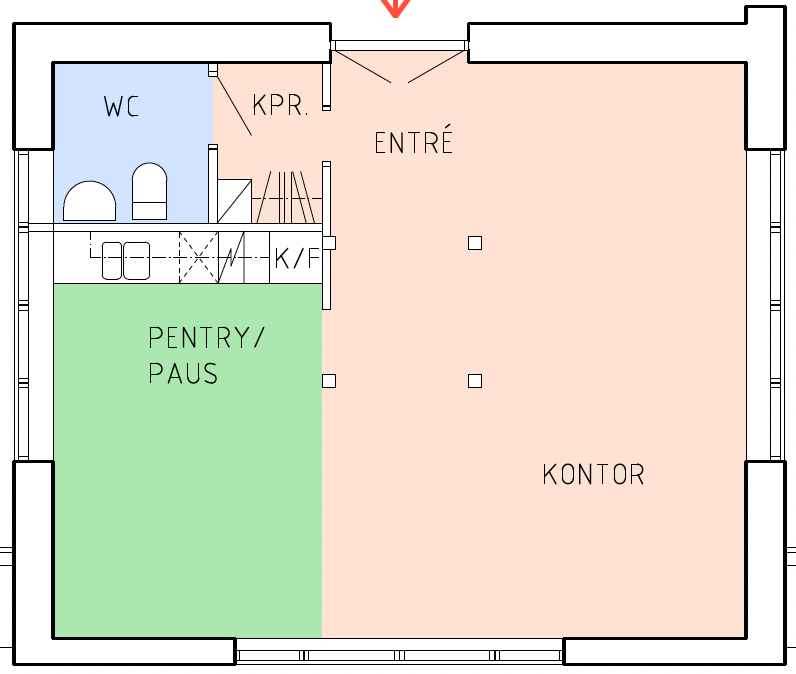 WC
KPR.
ENTRÉ
K/F
PENTRY/
PAUS
KONTOR